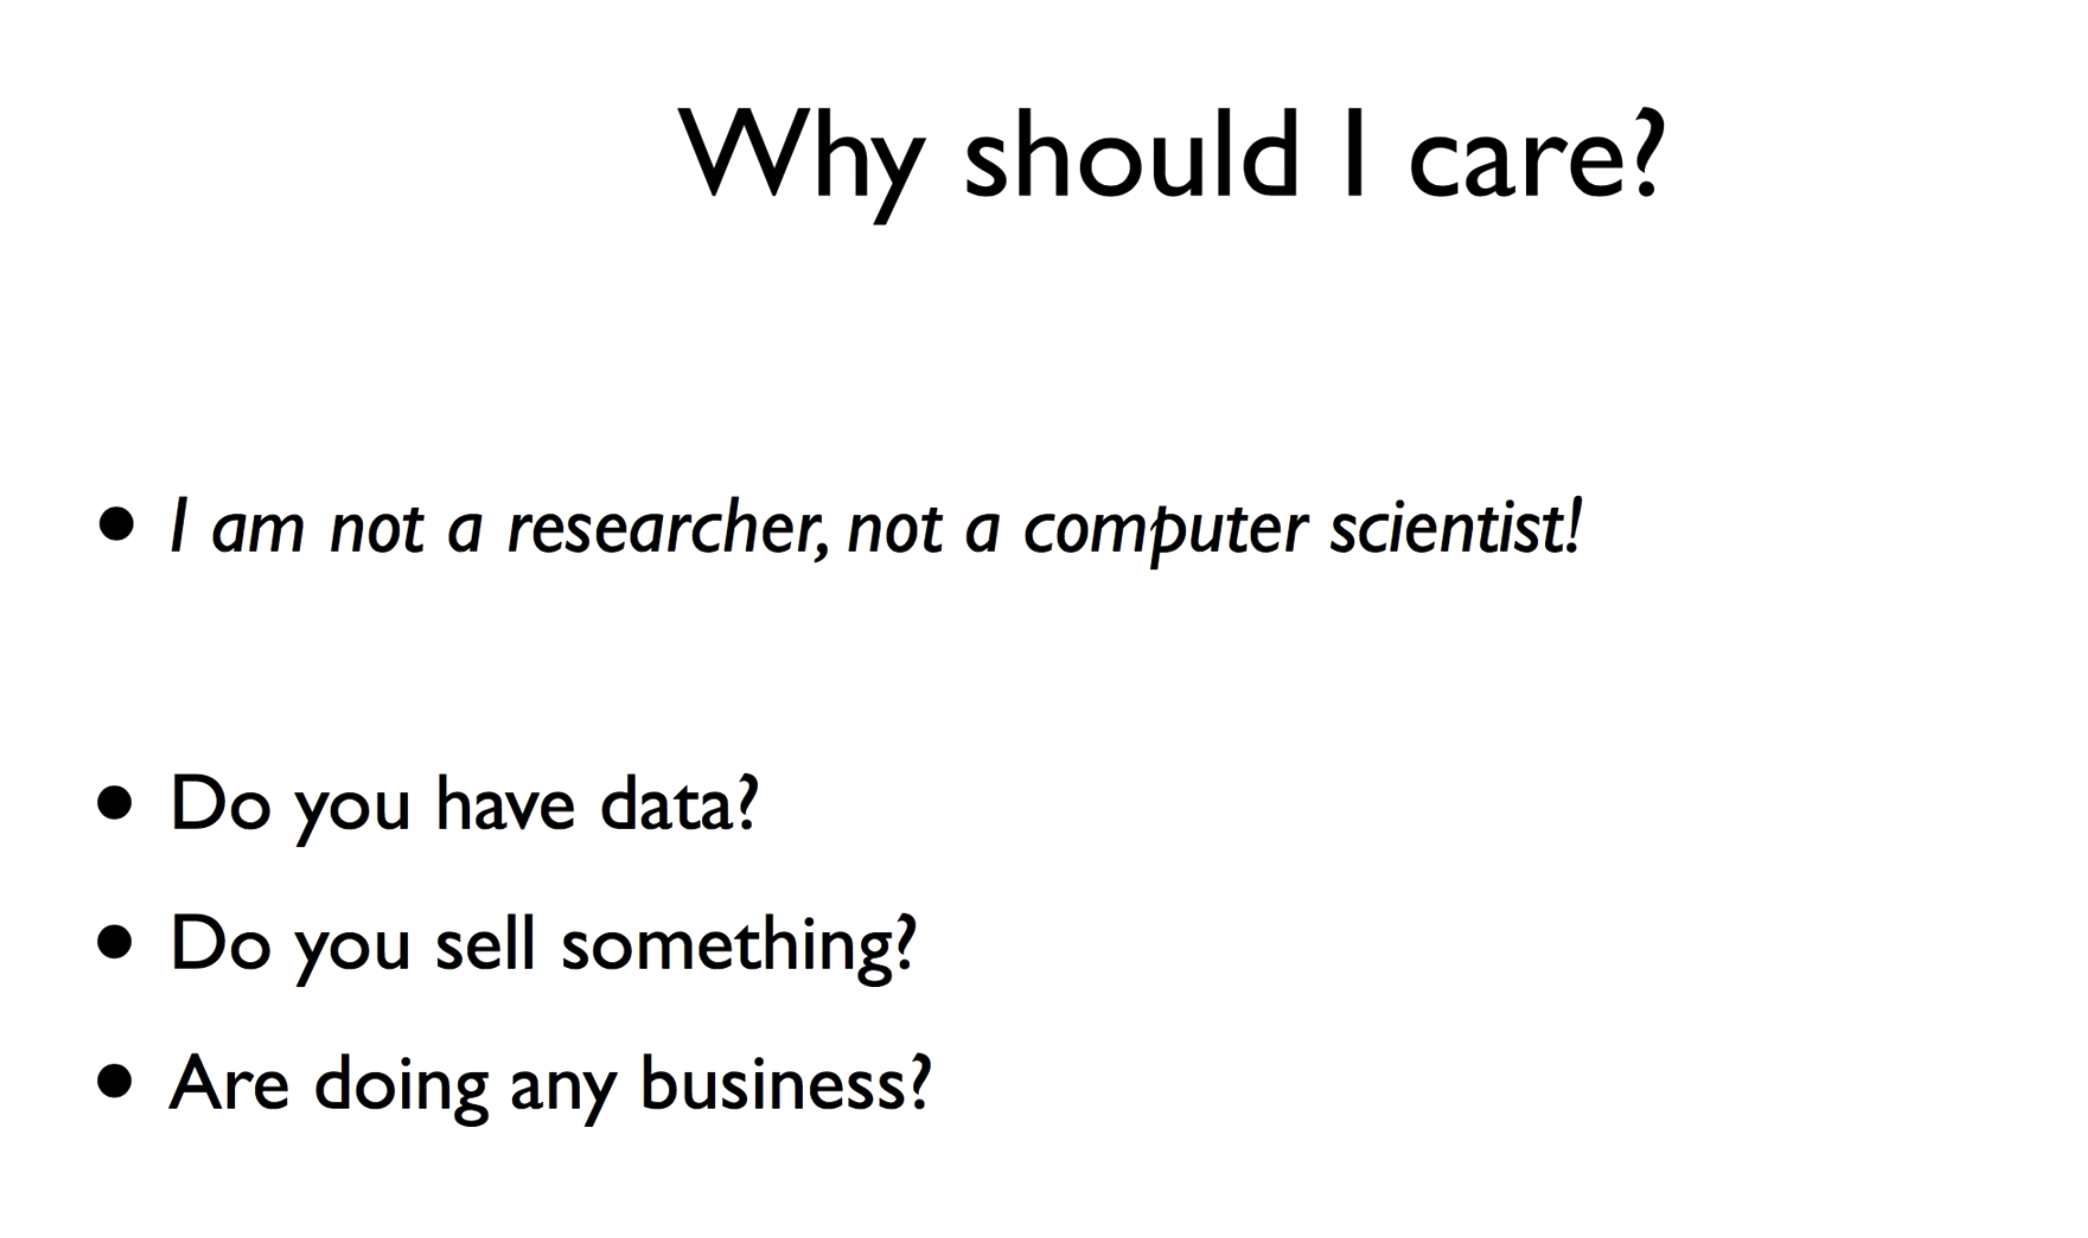 Why should I care?
• I am not a researcher, not a computer scientist!
• Do you have data?
• Do you sell something?
• Are doing any business?